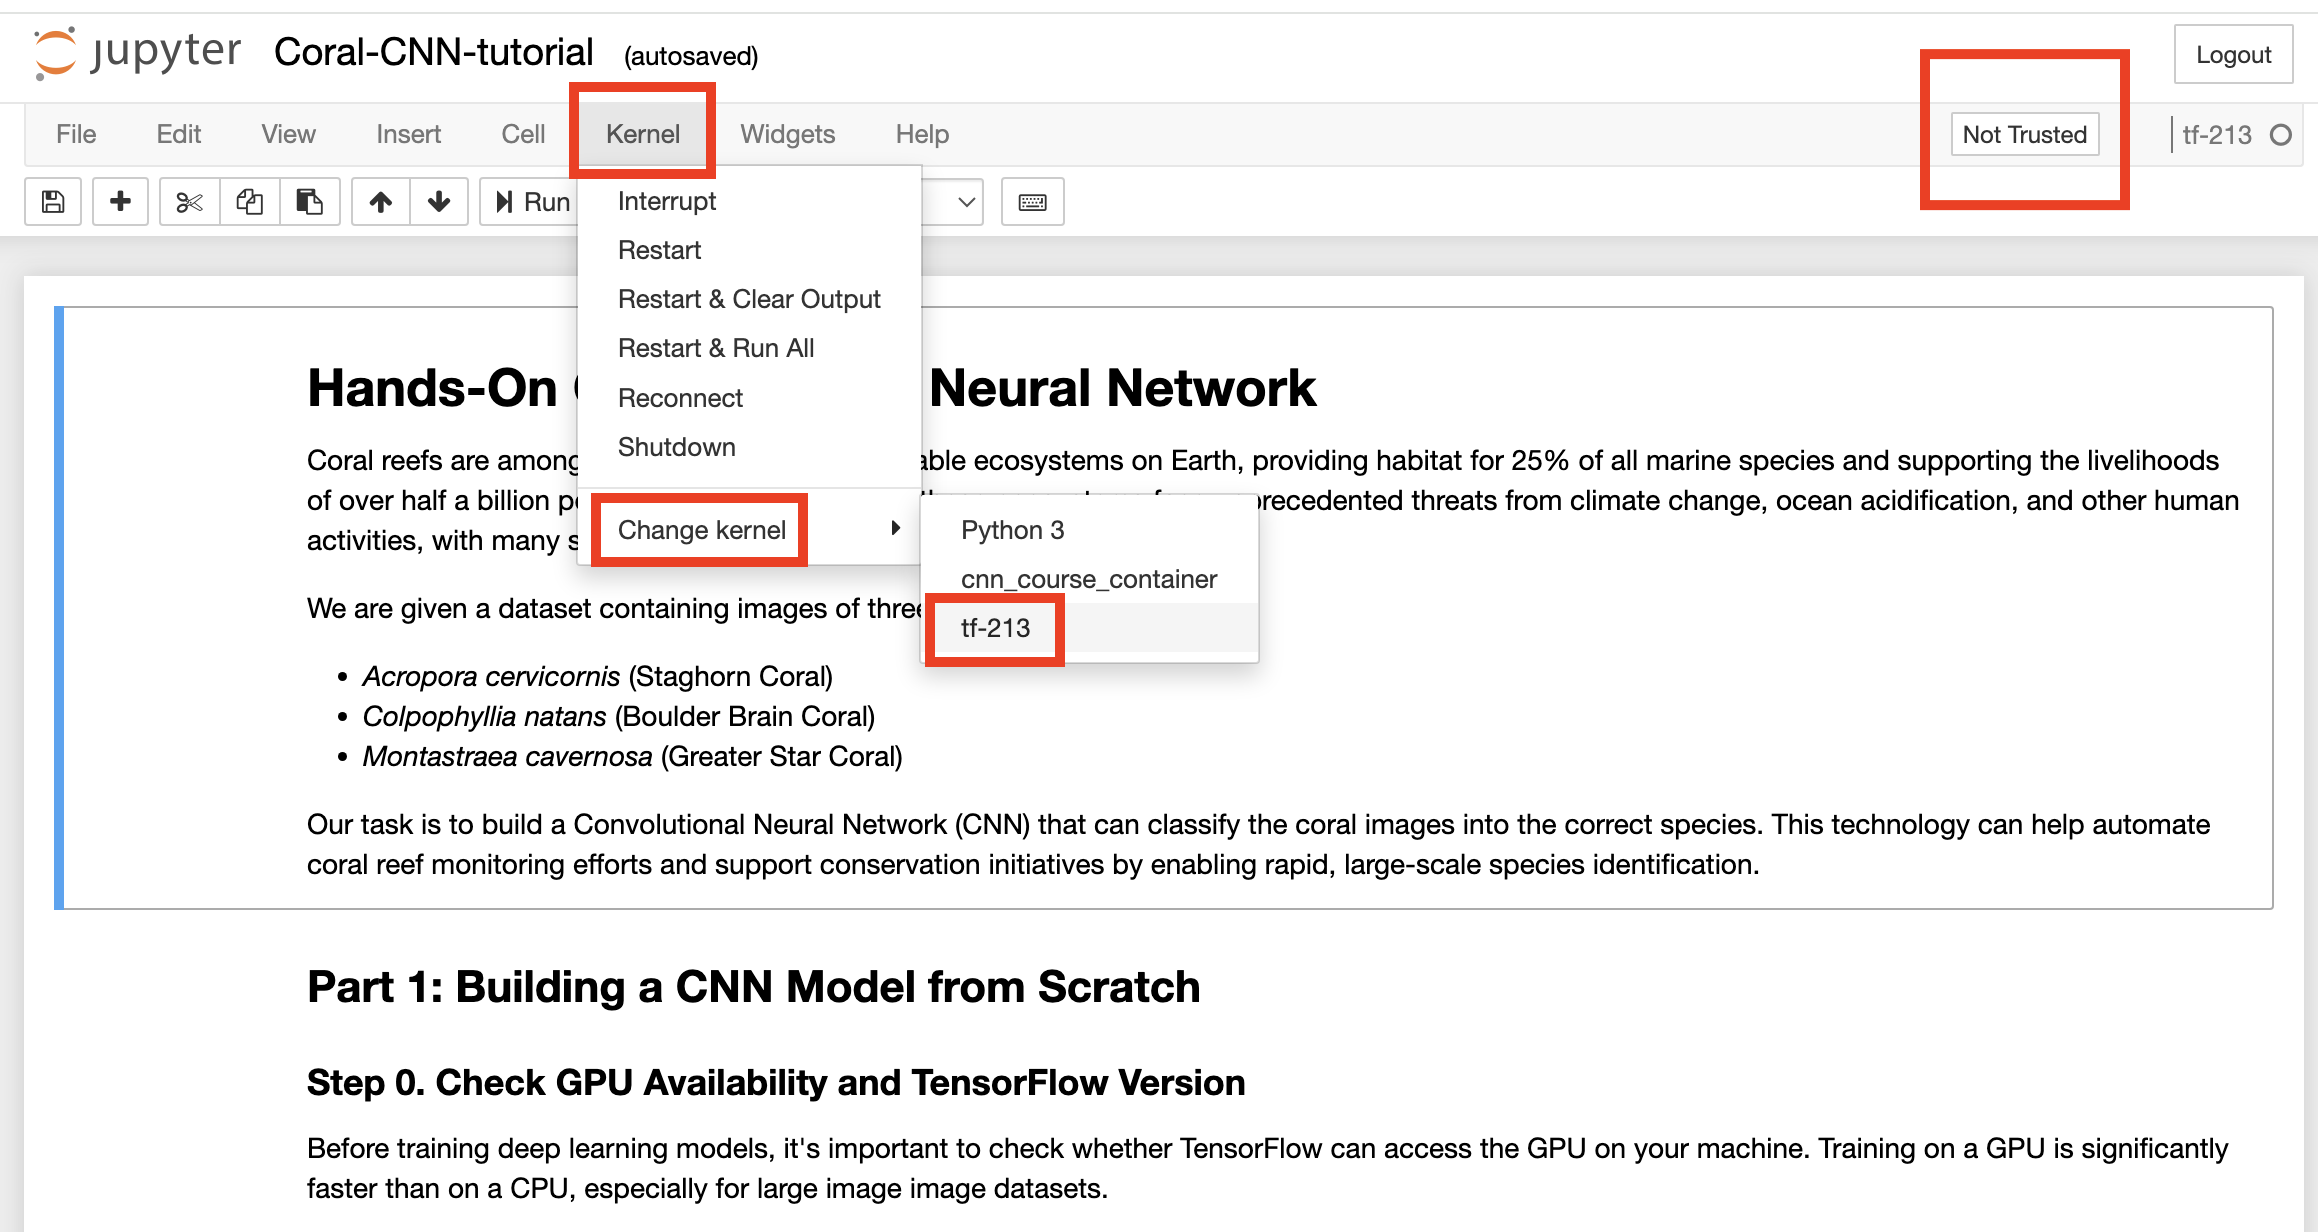 jupyter Coral-CNN-tutorial (autosaved) Logout
File Edit View Insert Cell Kernel Widgets Help Not Trusted tf-213
Run
Interrupt
Restart
Restart & Clear Output
Restart & Run All
Reconnect
Shutdown
Change kernel
Python 3
cnn_course_container
tf-213
Hands-On Neural Network
Coral reefs are among able ecosystems on Earth, providing habitat for 25% of all marine species and supporting the livelihoods
of over half a billion precedented threats from climate change, ocean acidification, and other human
activities, with many s
We are given a dataset containing images of three
• Acropora cervicornis (Staghorn Coral)
• Colpophyllia natans (Boulder Brain Coral)
• Montastraea cavernosa (Greater Star Coral)
Our task is to build a Convolutional Neural Network (CNN) that can classify the coral images into the correct species. This technology can help automate
coral reef monitoring efforts and support conservation initiatives by enabling rapid, large-scale species identification.
Part 1: Building a CNN Model from Scratch
Step 0. Check GPU Availability and TensorFlow Version
Before training deep learning models, it's important to check whether TensorFlow can access the GPU on your machine. Training on a GPU is significantly
faster than on a CPU, especially for large image image datasets.